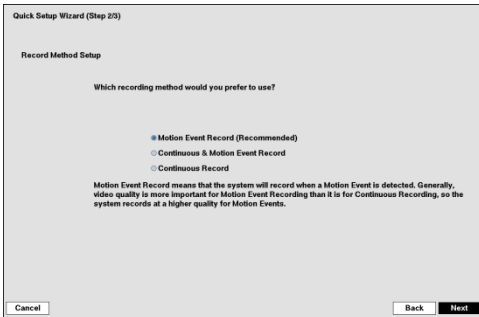 Quick Setup Wizard (Step 2/3)
Record Method Setup
Which recording method would you prefer to use?
Motion Event Record (Recommended)
Continuous & Motion Event Record
Continuous Record
Motion Event Record means that the system will record when a Motion Event is detected. Generally,
video quality is more important for Motion Event Recording than it is for Continuous Recording, so the
system records at a higher quality for Motion Events.
Cancel Back Next